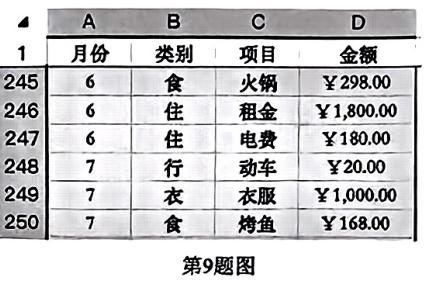 A B C D
1 月份 类别 项目 金额
245 6 食 火锅 ￥298.00
246 6 住 租金 ￥1,800.00
247 6 住 电费 ￥180.00
248 7 行 动车 ￥20.00
249 7 衣 衣服 ￥1,000.00
250 7 食 烤鱼 ￥168.00
第9题图